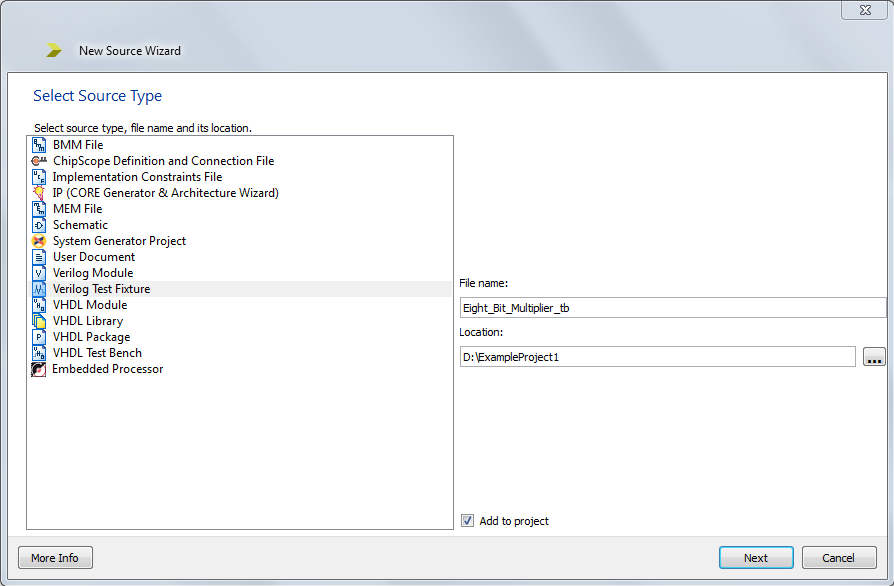 New Source Wizard
Select Source Type
Select source type, file name and its location.
BMM File
ChipScope Definition and Connection File
Implementation Constraints File
IP (CORE Generator & Architecture Wizard)
MEM File
Schematic
System Generator Project
User Document
Verilog Module
Verilog Test Fixture
VHDL Module
VHDL Library
VHDL Package
VHDL Test Bench
Embedded Processor
File name:
Eight_Bit_Multiplier_tb
Location:
D:\ExampleProject1
...
Add to project
More Info
Next
Cancel